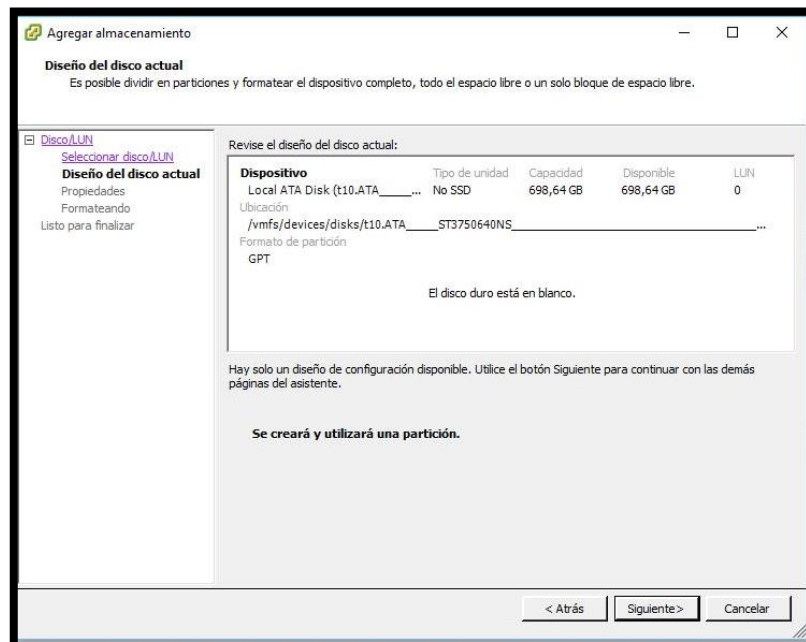 Agregar almacenamiento
Diseño del disco actual
Es posible dividir en particiones y formatear el dispositivo completo, todo el espacio libre o un solo bloque de espacio libre.
Disco/LUN
Seleccionar disco/LUN
Diseño del disco actual
Propiedades
Formateando
Listo para finalizar
Revise el diseño del disco actual:
Dispositivo Tipo de unidad Capacidad Disponible LUN
Local ATA Disk (t10.ATA_____... No SSD 698,64 GB 698,64 GB 0
Ubicación
/vmfs/devices/disks/t10.ATA_____ST3750640NS________________________________________...
Formato de partición
GPT
El disco duro está en blanco.
Hay solo un diseño de configuración disponible. Utilice el botón Siguiente para continuar con las demás
páginas del asistente.
Se creará y utilizará una partición.
< Atrás Siguiente> Cancelar